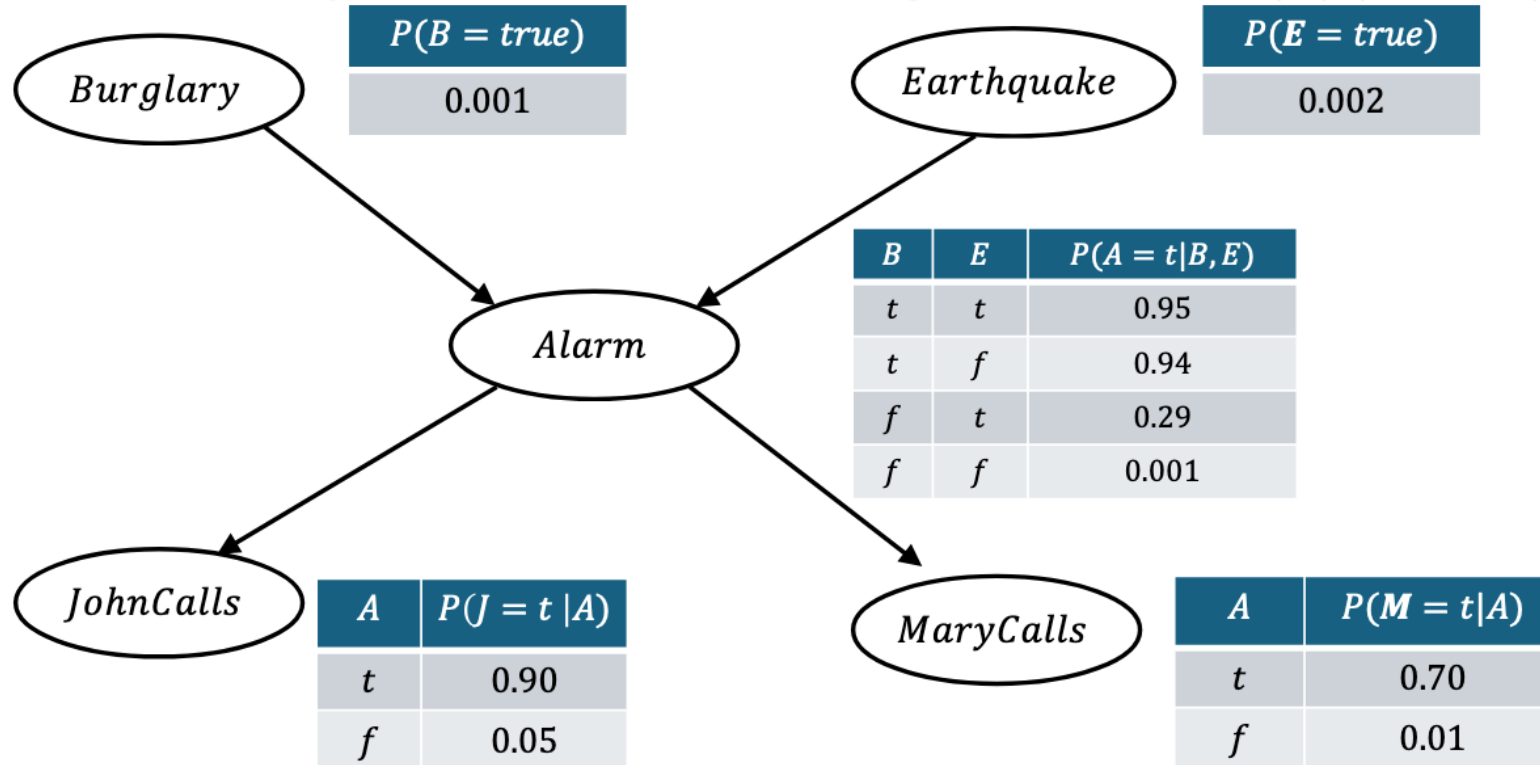 Burglary
P(B = true)
0.001
Earthquake
P(E = true)
0.002
Alarm
B E P(A = t|B, E)
t t 0.95
t f 0.94
f t 0.29
f f 0.001
JohnCalls
A P(J = t |A)
t 0.90
f 0.05
MaryCalls
A P(M = t|A)
t 0.70
f 0.01